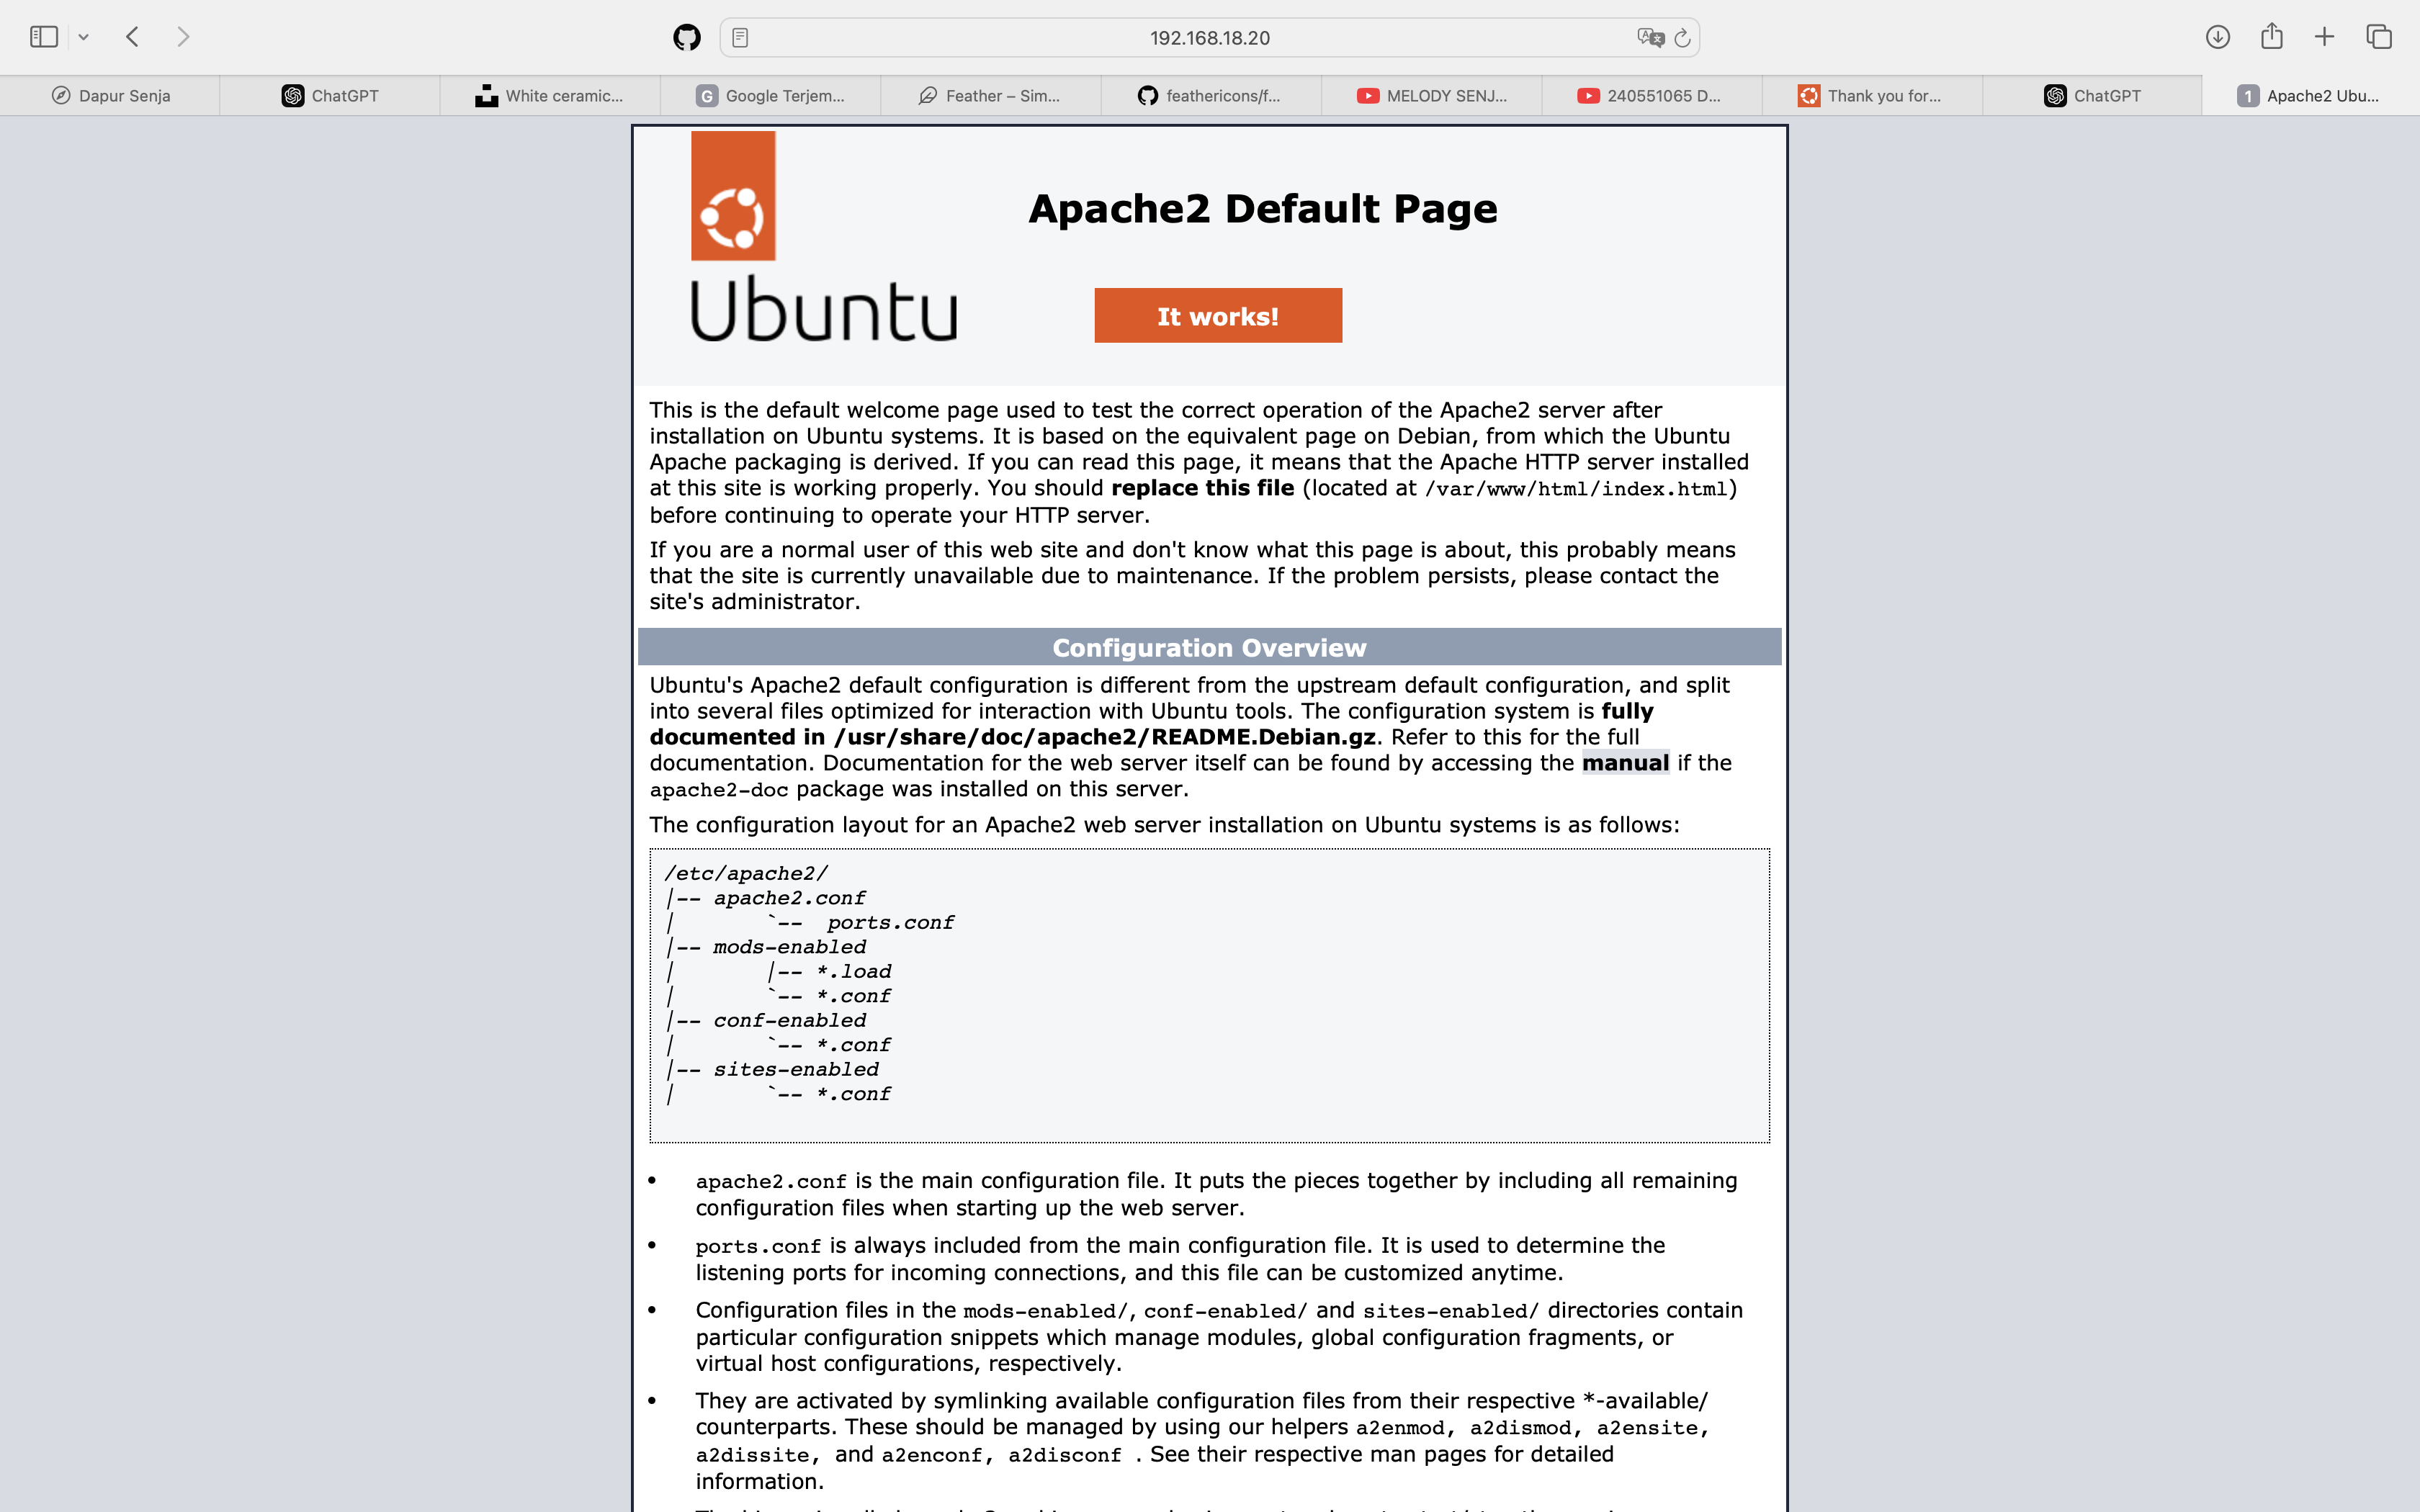 192.168.18.20
Dapur Senja
ChatGPT
White ceramic...
G Google Terjem...
Feather – Sim...
feathericons/f...
MELODY SENJ...
240551065 D...
Thank you for...
ChatGPT
1 Apache2 Ubu...
Ubuntu
Apache2 Default Page
It works!
This is the default welcome page used to test the correct operation of the Apache2 server after
installation on Ubuntu systems. It is based on the equivalent page on Debian, from which the Ubuntu
Apache packaging is derived. If you can read this page, it means that the Apache HTTP server installed
at this site is working properly. You should replace this file (located at /var/www/html/index.html)
before continuing to operate your HTTP server.
If you are a normal user of this web site and don't know what this page is about, this probably means
that the site is currently unavailable due to maintenance. If the problem persists, please contact the
site's administrator.
Configuration Overview
Ubuntu's Apache2 default configuration is different from the upstream default configuration, and split
into several files optimized for interaction with Ubuntu tools. The configuration system is fully
documented in /usr/share/doc/apache2/README.Debian.gz. Refer to this for the full
documentation. Documentation for the web server itself can be found by accessing the manual if the
apache2-doc package was installed on this server.
The configuration layout for an Apache2 web server installation on Ubuntu systems is as follows:
/etc/apache2/
|-- apache2.conf
|       `--  ports.conf
|-- mods-enabled
|       |-- *.load
|       `-- *.conf
|-- conf-enabled
|       `-- *.conf
|-- sites-enabled
|       `-- *.conf
• apache2.conf is the main configuration file. It puts the pieces together by including all remaining
configuration files when starting up the web server.
• ports.conf is always included from the main configuration file. It is used to determine the
listening ports for incoming connections, and this file can be customized anytime.
• Configuration files in the mods-enabled/, conf-enabled/ and sites-enabled/ directories contain
particular configuration snippets which manage modules, global configuration fragments, or
virtual host configurations, respectively.
• They are activated by symlinking available configuration files from their respective *-available/
counterparts. These should be managed by using our helpers a2enmod, a2dismod, a2ensite,
a2dissite, and a2enconf, a2disconf . See their respective man pages for detailed
information.